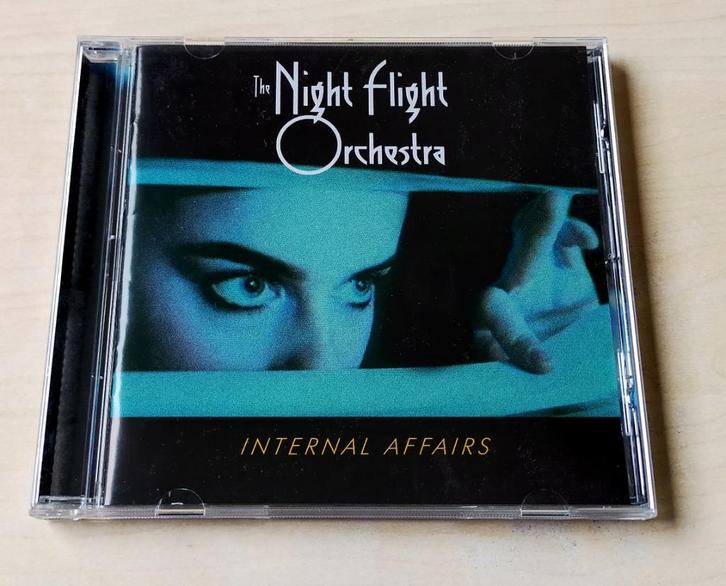 The Night Flight
Orchestra
INTERNAL AFFAIRS